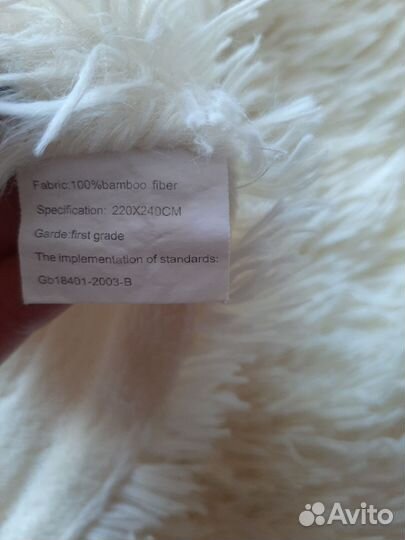 Fabric:100%bamboo fiber
Specification: 220X240CM
Garde:first grade
The implementation of standards:
Gb18401-2003-B
Avito